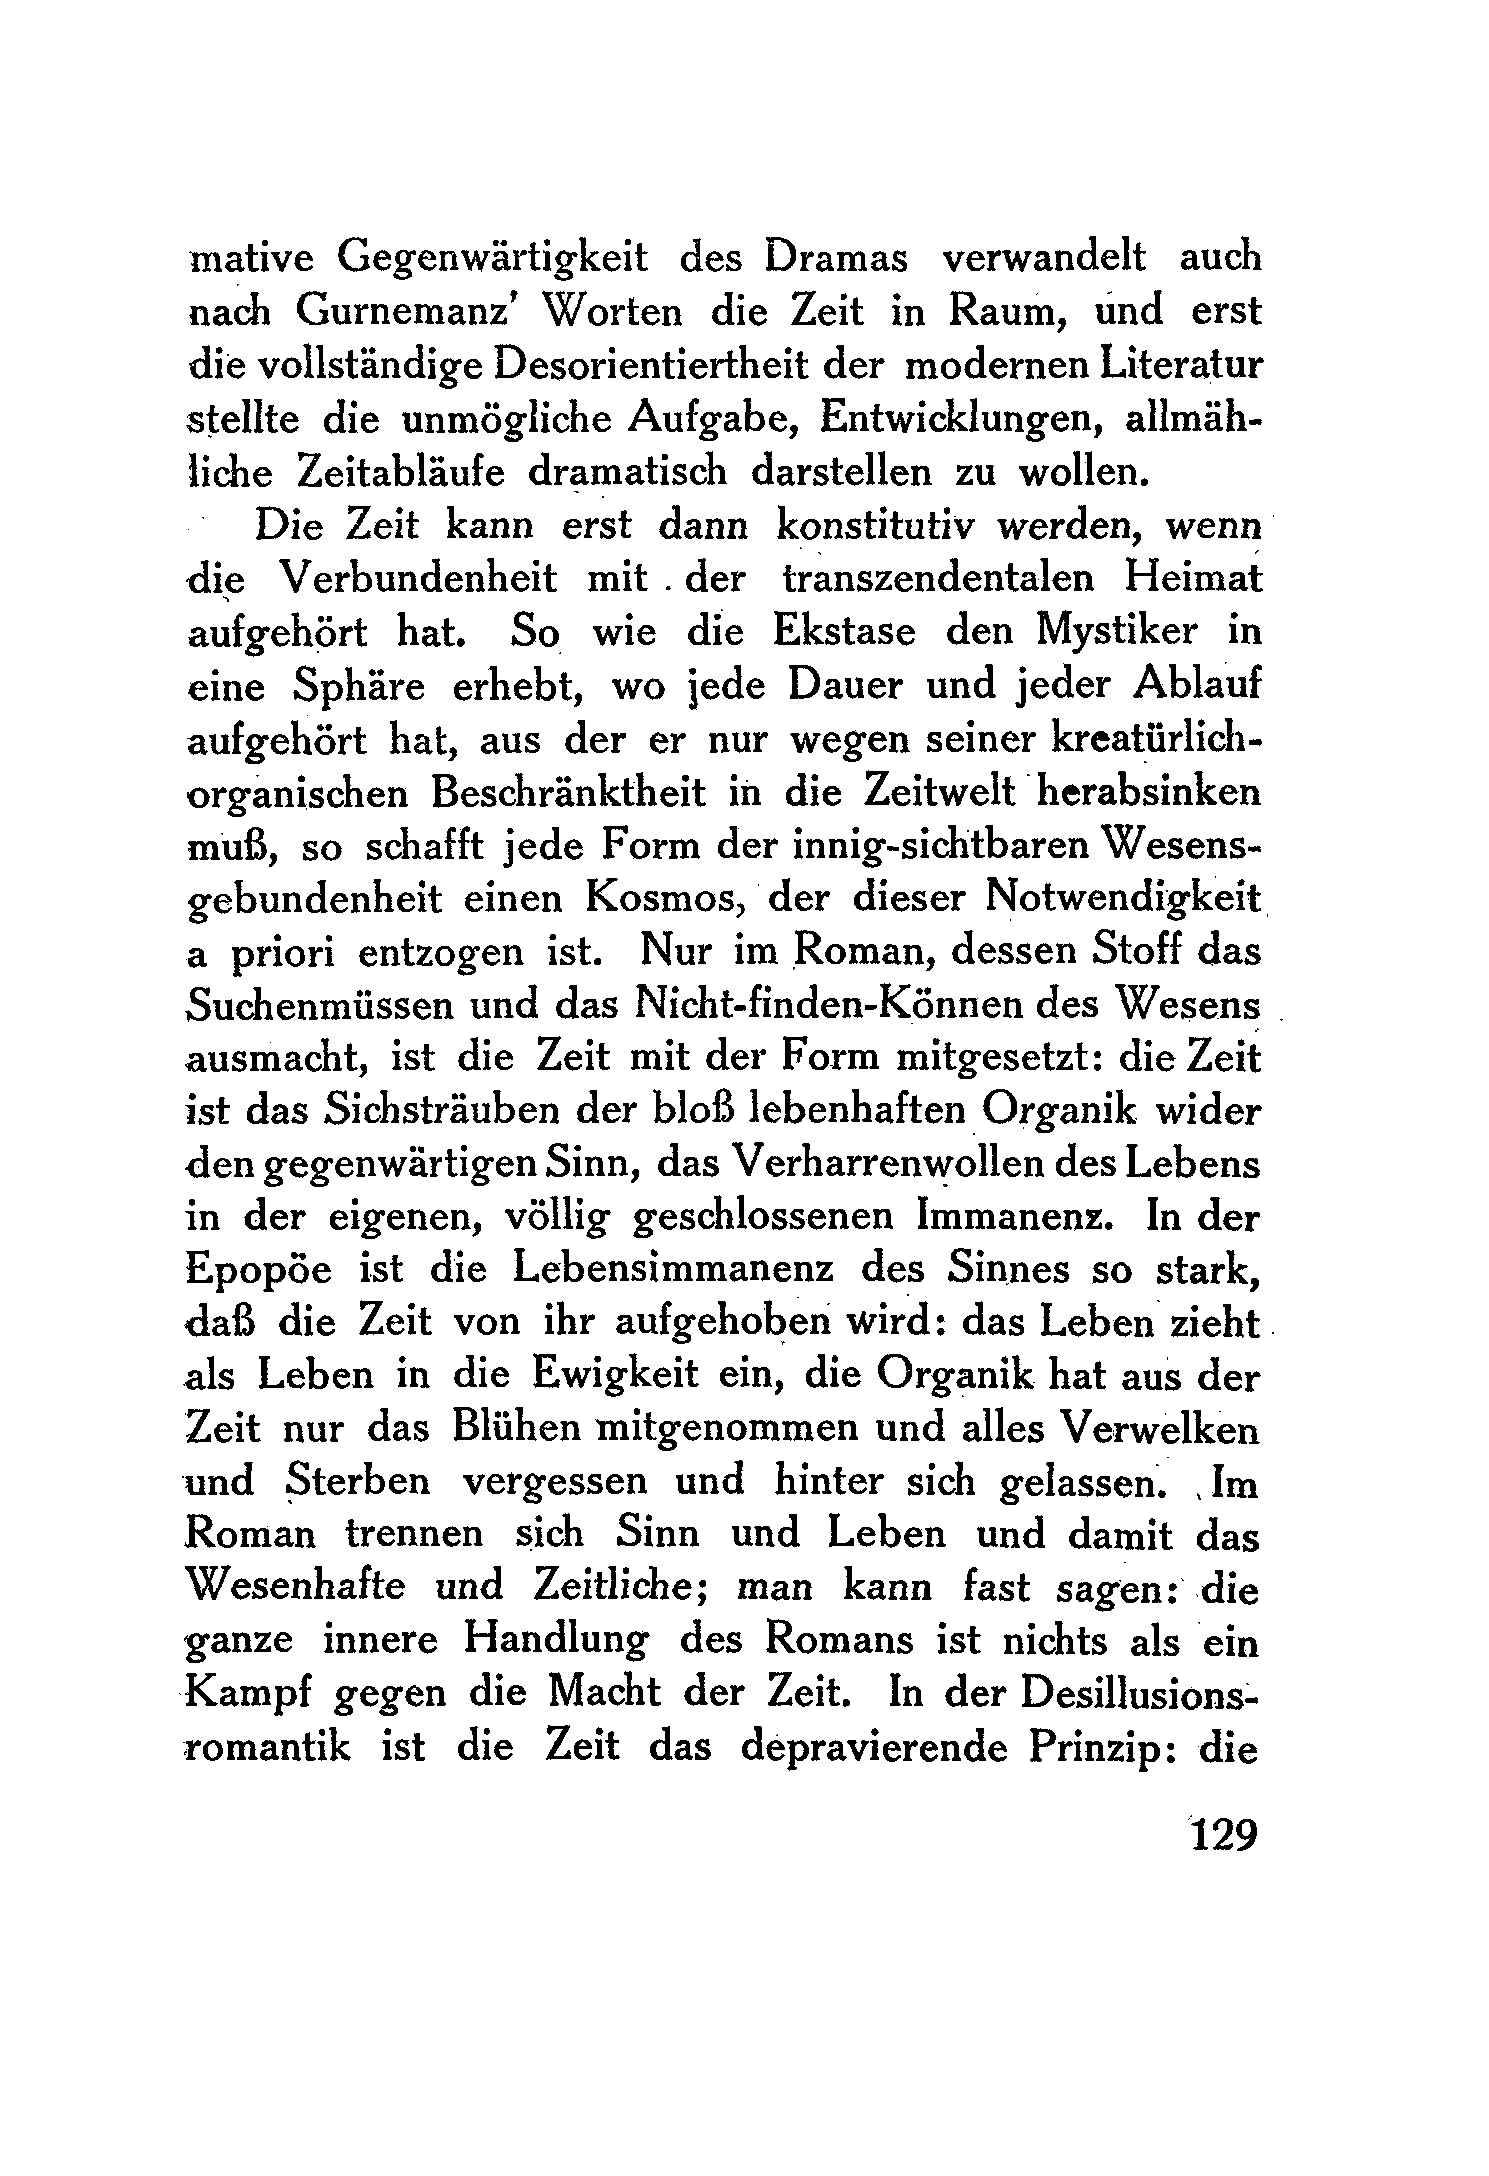 mative Gegenwärtigkeit des Dramas verwandelt auch
nach Gurnemanz' Worten die Zeit in Raum, und erst
die vollständige Desorientiertheit der modernen Literatur
stellte die unmögliche Aufgabe, Entwicklungen, allmäh-
liche Zeitabläufe dramatisch darstellen zu wollen.
Die Zeit kann erst dann konstitutiv werden, wenn
die Verbundenheit mit der transzendentalen Heimat
aufgehört hat. So wie die Ekstase den Mystiker in
eine Sphäre erhebt, wo jede Dauer und jeder Ablauf
aufgehört hat, aus der er nur wegen seiner kreatürlich-
organischen Beschränktheit in die Zeitwelt herabsinken
muß, so schafft jede Form der innig-sichtbaren Wesens-
gebundenheit einen Kosmos, der dieser Notwendigkeit
a priori entzogen ist. Nur im Roman, dessen Stoff das
Suchenmüssen und das Nicht-finden-Können des Wesens
ausmacht, ist die Zeit mit der Form mitgesetzt: die Zeit
ist das Sichsträuben der bloß lebenhaften Organik wider
den gegenwärtigen Sinn, das Verharrenwollen des Lebens
in der eigenen, völlig geschlossenen Immanenz. In der
Epopöe ist die Lebensimmanenz des Sinnes so stark,
daß die Zeit von ihr aufgehoben wird: das Leben zieht
als Leben in die Ewigkeit ein, die Organik hat aus der
Zeit nur das Blühen mitgenommen und alles Verwelken
und Sterben vergessen und hinter sich gelassen. Im
Roman trennen sich Sinn und Leben und damit das
Wesenhafte und Zeitliche; man kann fast sagen: die
ganze innere Handlung des Romans ist nichts als ein
Kampf gegen die Macht der Zeit. In der Desillusions-
romantik ist die Zeit das depravierende Prinzip: die
129